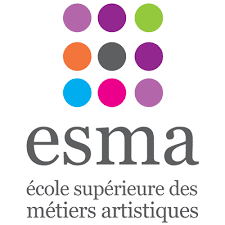 esma
école supérieure des
métiers artistiques